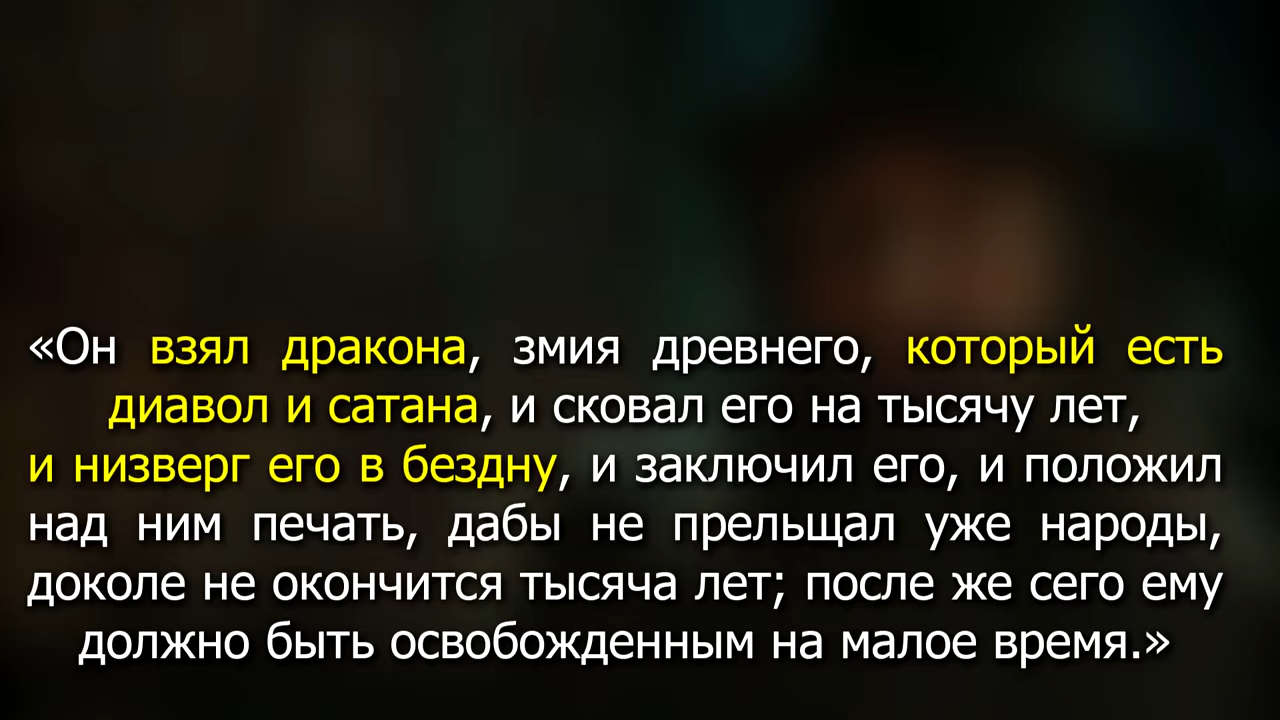 «Он взял дракона, змия древнего, который есть
диавол и сатана, и сковал его на тысячу лет,
и низверг его в бездну, и заключил его, и положил
над ним печать, дабы не прельщал уже народы,
доколе не окончится тысяча лет; после же сего ему
должно быть освобожденным на малое время.»